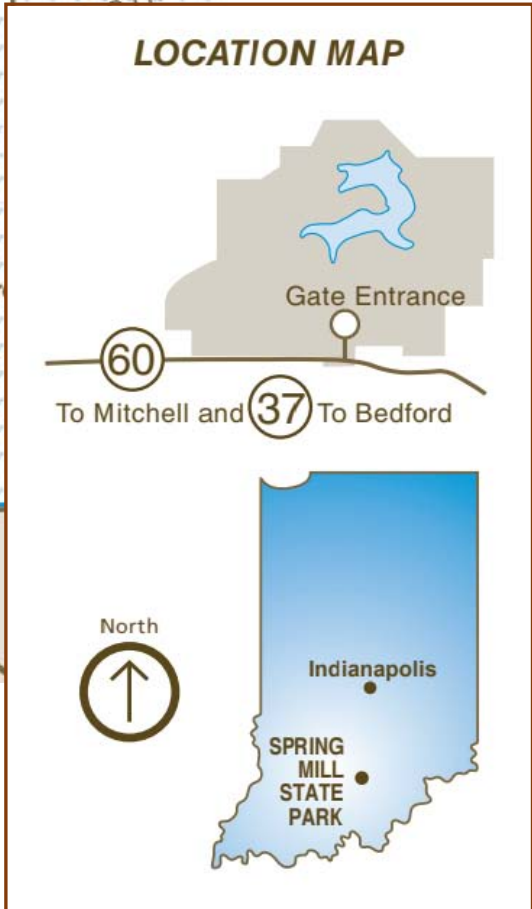 LOCATION MAP
Gate Entrance
60
To Mitchell and 37 To Bedford
North
Indianapolis
SPRING
MILL
STATE
PARK